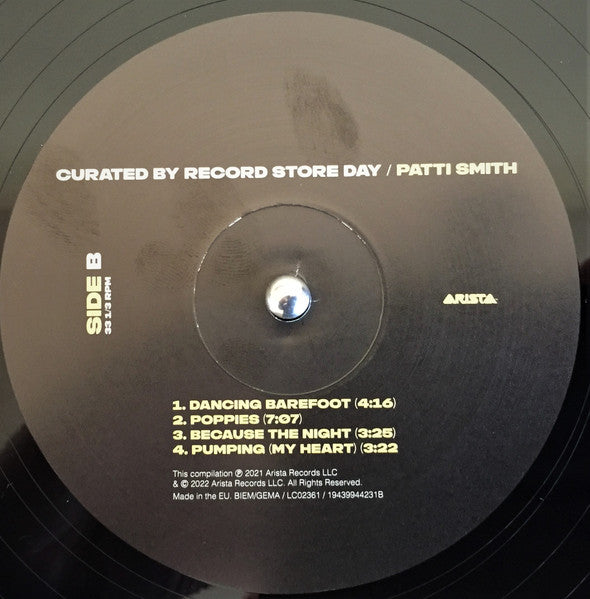 CURATED BY RECORD STORE DAY / PATTI SMITH
SIDE B
33 1/3 RPM
ARISTA
1. DANCING BAREFOOT (4:16)
2. POPPIES (7:07)
3. BECAUSE THE NIGHT (3:25)
4. PUMPING (MY HEART) (3:22
This compilation ℗ 2021 Arista Records LLC
& © 2022 Arista Records LLC. All Rights Reserved.
Made in the EU. BIEM/GEMA / LC02361 / 19439944231B